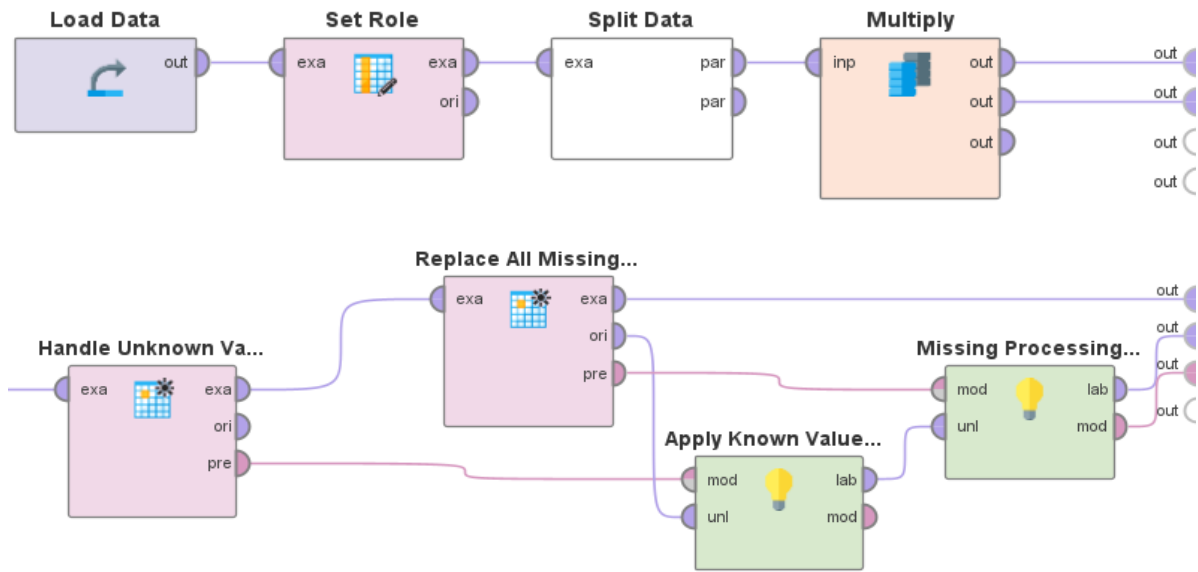 Load Data
Set Role
Split Data
Multiply
out
exa
exa
ori
exa
par
par
inp
out
out
out
out
out
out
out
Replace All Missing...
exa
exa
ori
pre
out
out
out
out
Handle Unknown Va...
exa
exa
ori
pre
Missing Processing...
mod
lab
unl
mod
Apply Known Value...
mod
lab
unl
mod